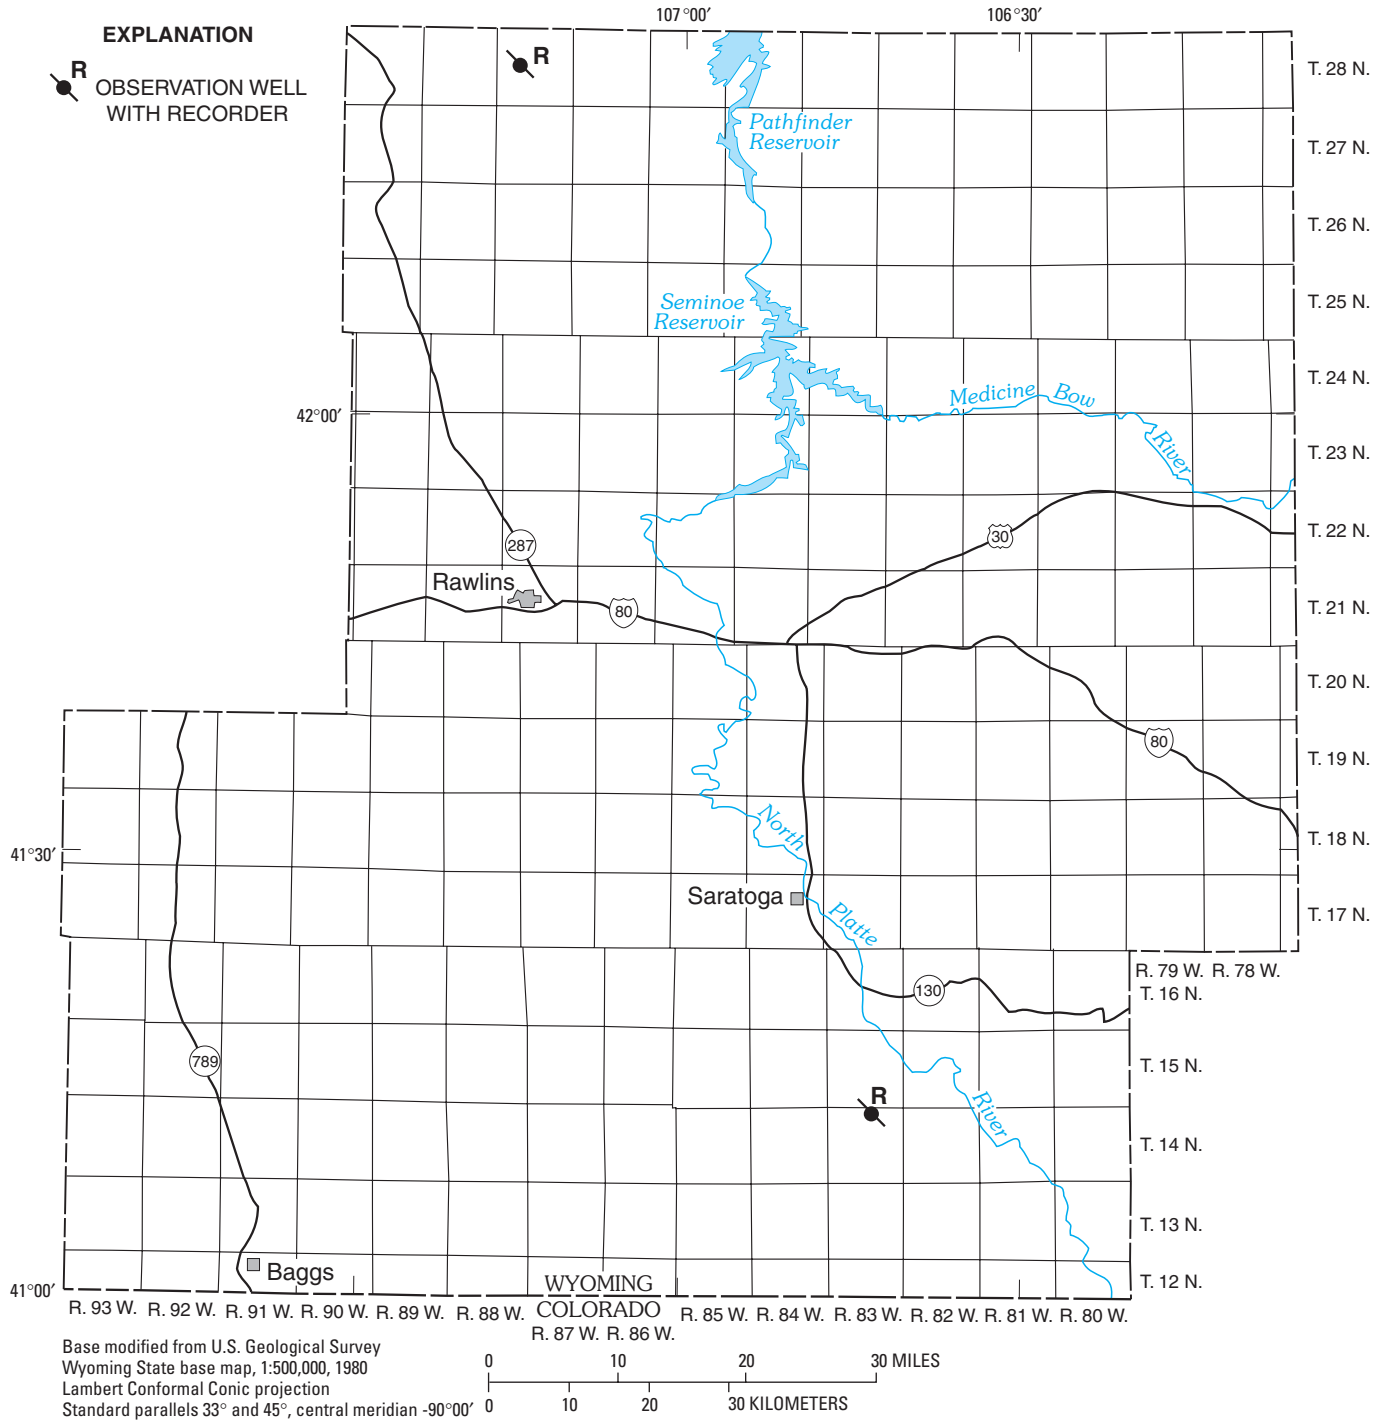 107°00′
106°30′
EXPLANATION
R
OBSERVATION WELL
WITH RECORDER
R
T. 28 N.
Pathfinder
Reservoir
T. 27 N.
T. 26 N.
Seminoe
Reservoir
T. 25 N.
T. 24 N.
Medicine Bow
River
42°00′
T. 23 N.
T. 22 N.
30
287
Rawlins
80
T. 21 N.
T. 20 N.
80
T. 19 N.
North
T. 18 N.
41°30′
Saratoga
Platte
T. 17 N.
R. 79 W. R. 78 W.
T. 16 N.
130
789
T. 15 N.
R
River
T. 14 N.
T. 13 N.
Baggs
WYOMING
T. 12 N.
41°00′
R. 93 W. R. 92 W. R. 91 W. R. 90 W. R. 89 W. R. 88 W. COLORADO R. 85 W. R. 84 W. R. 83 W. R. 82 W. R. 81 W. R. 80 W.
R. 87 W. R. 86 W.
Base modified from U.S. Geological Survey
Wyoming State base map, 1:500,000, 1980
Lambert Conformal Conic projection
Standard parallels 33° and 45°, central meridian -90°00′
0 10 20 30 MILES
0 10 20 30 KILOMETERS